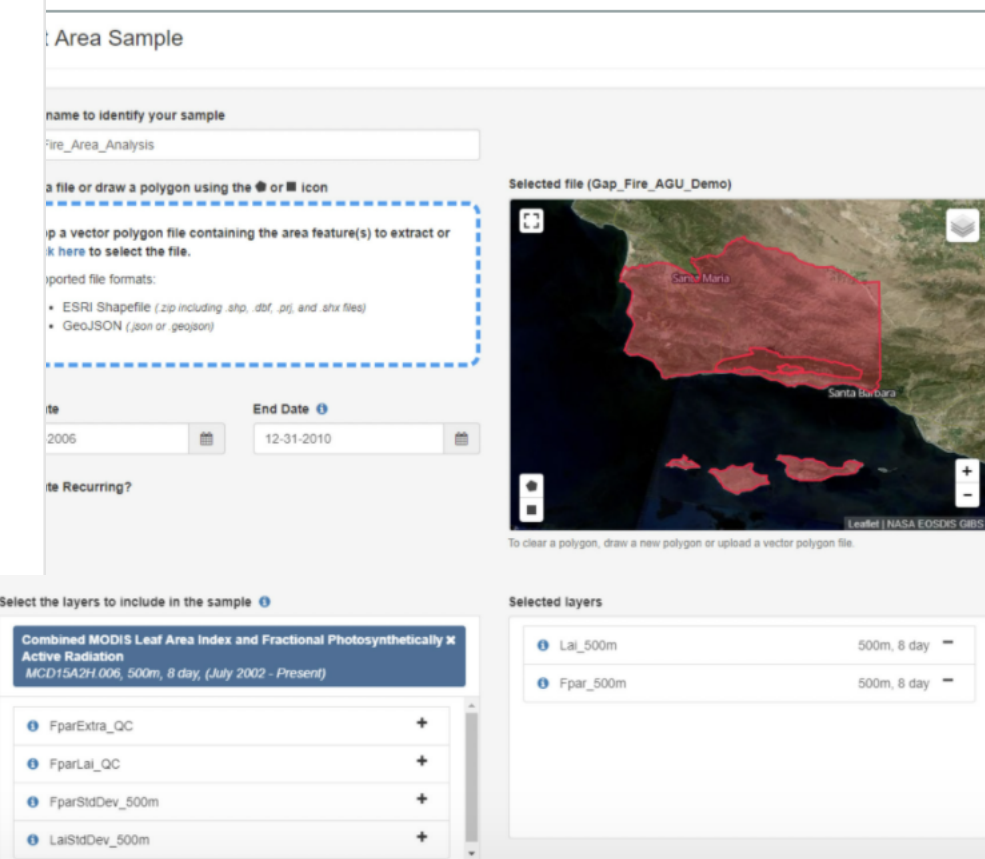 t Area Sample
name to identify your sample
Fire_Area_Analysis
a file or draw a polygon using the or icon
Selected file (Gap_Fire_AGU_Demo)
op a vector polygon file containing the area feature(s) to extract or
ck here to select the file.
pported file formats:
• ESRI Shapefile (.zip including .shp, .dbf, .prj, and .shx files)
• GeoJSON (.json or .geojson)
Santa Maria
Santa Barbara
te
End Date
-2006
12-31-2010
te Recurring?
+
−
Leaflet | NASA EOSDIS GIBS
To clear a polygon, draw a new polygon or upload a vector polygon file.
Select the layers to include in the sample
Selected layers
Combined MODIS Leaf Area Index and Fractional Photosynthetically
Active Radiation
MCD15A2H.006, 500m, 8 day, (July 2002 - Present)
Lai_500m 500m, 8 day
Fpar_500m 500m, 8 day
FparExtra_QC
FparLai_QC
FparStdDev_500m
LaiStdDev_500m